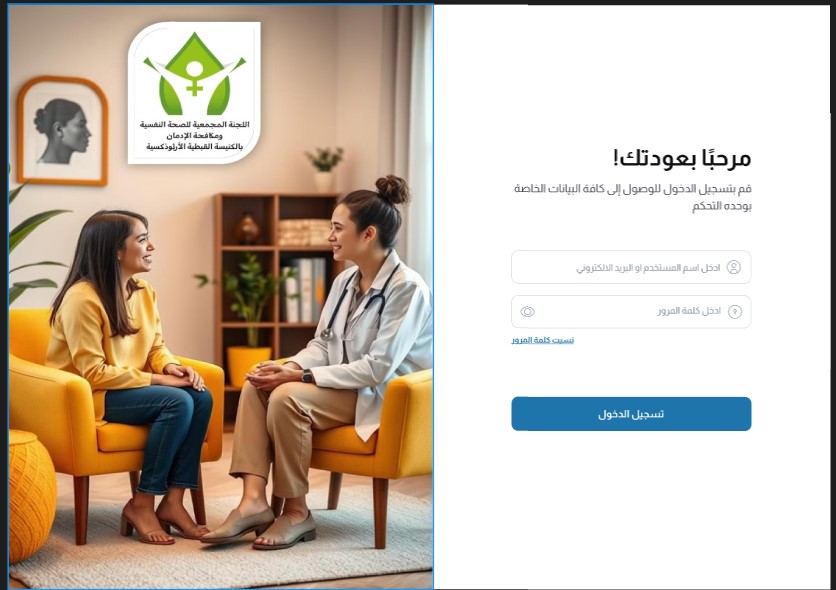 اللجنة المجمعية للصحة النفسية
ومكافحة الإدمان
بالكنيسة القبطية الأرثوذكسية
مرحبًا بعودتك!
قم بتسجيل الدخول للوصول إلى كافة البيانات الخاصة
بوحده التحكم
ادخل اسم المستخدم او البريد الالكتروني
ادخل كلمة المرور
نسيت كلمة المرور
تسجيل الدخول